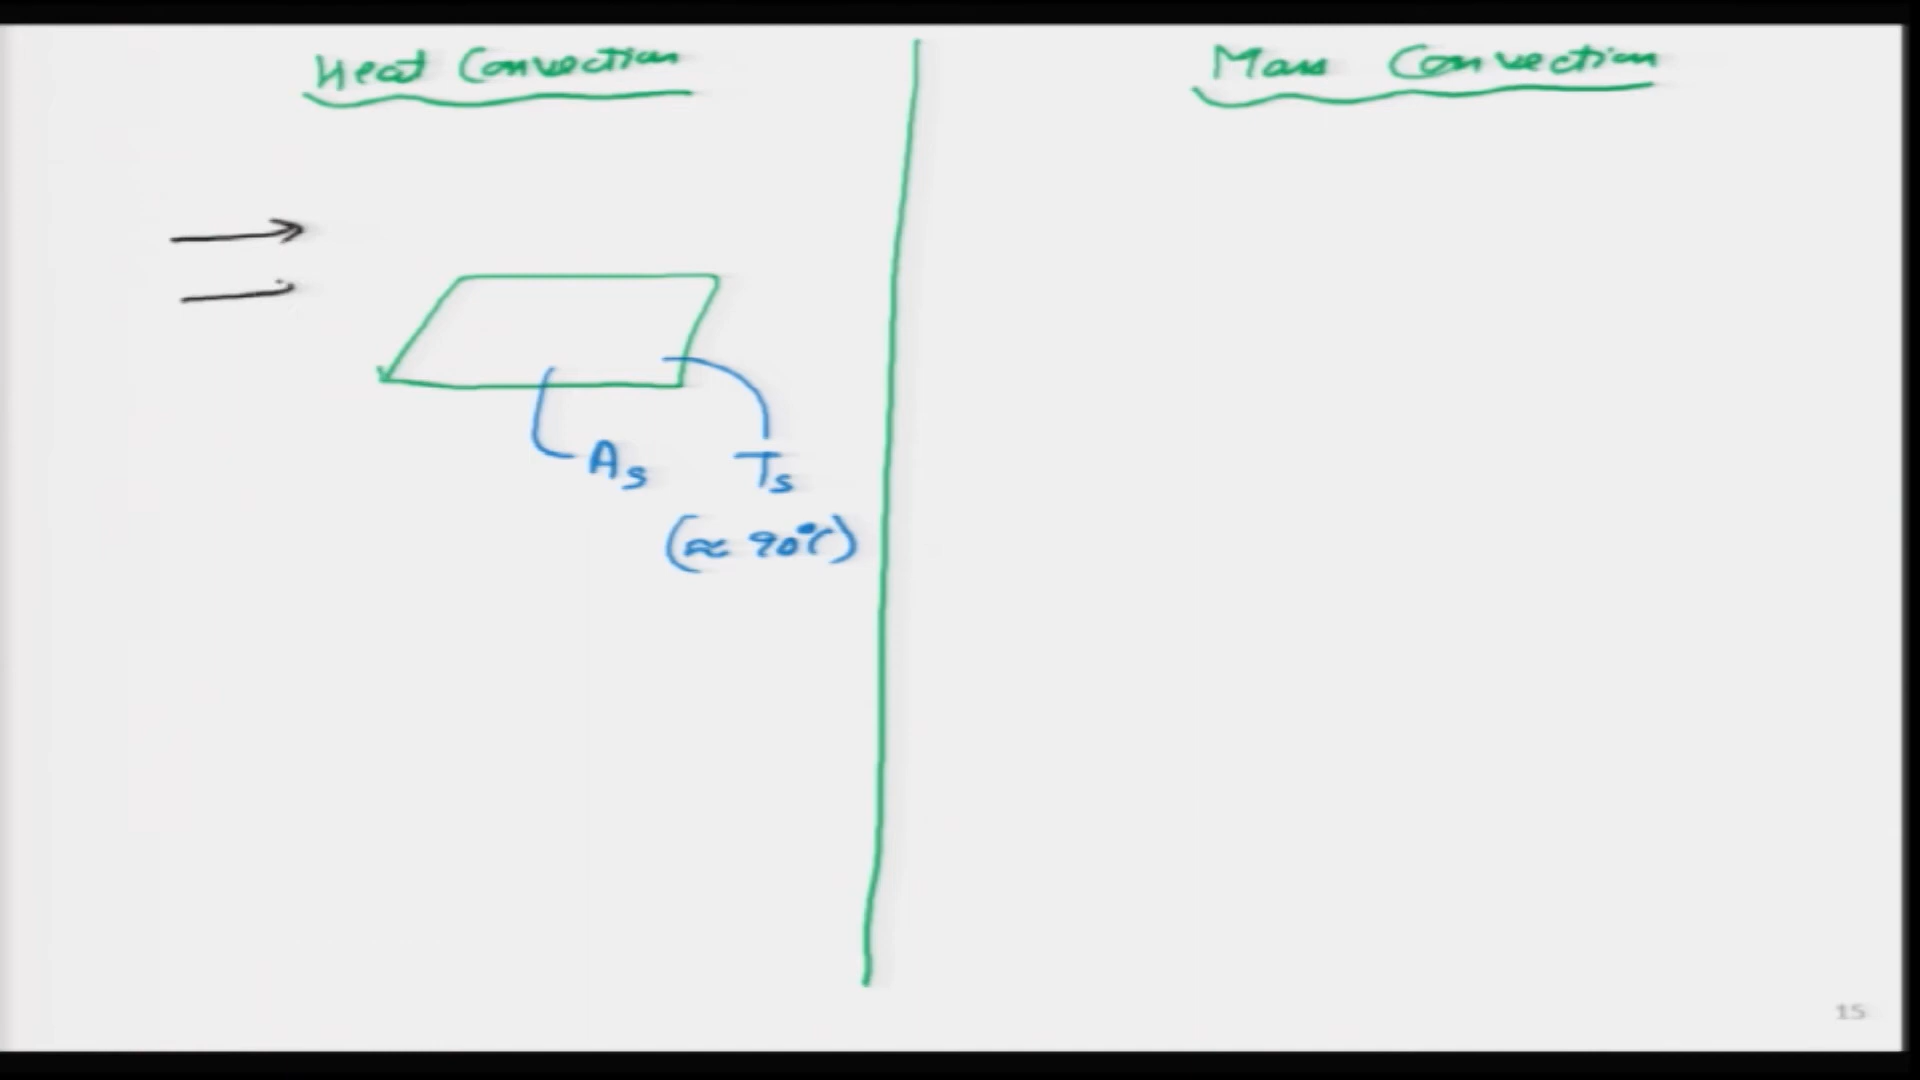 Heat Convection
Mass Convection
As Ts
(≈ 90°C)
15